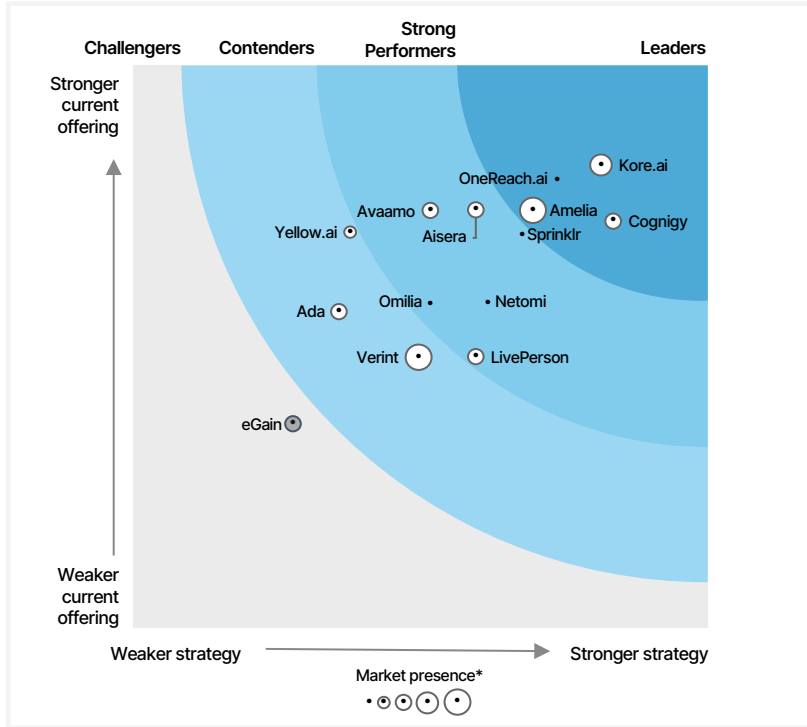 Strong
Challengers Contenders Performers Leaders
Stronger
current
offering
Kore.ai
OneReach.ai
Avaamo
Amelia
Cognigy
Yellow.ai
Aisera
Sprinklr
Omilia
Netomi
Ada
Verint
LivePerson
eGain
Weaker
current
offering
Weaker strategy
Stronger strategy
Market presence*